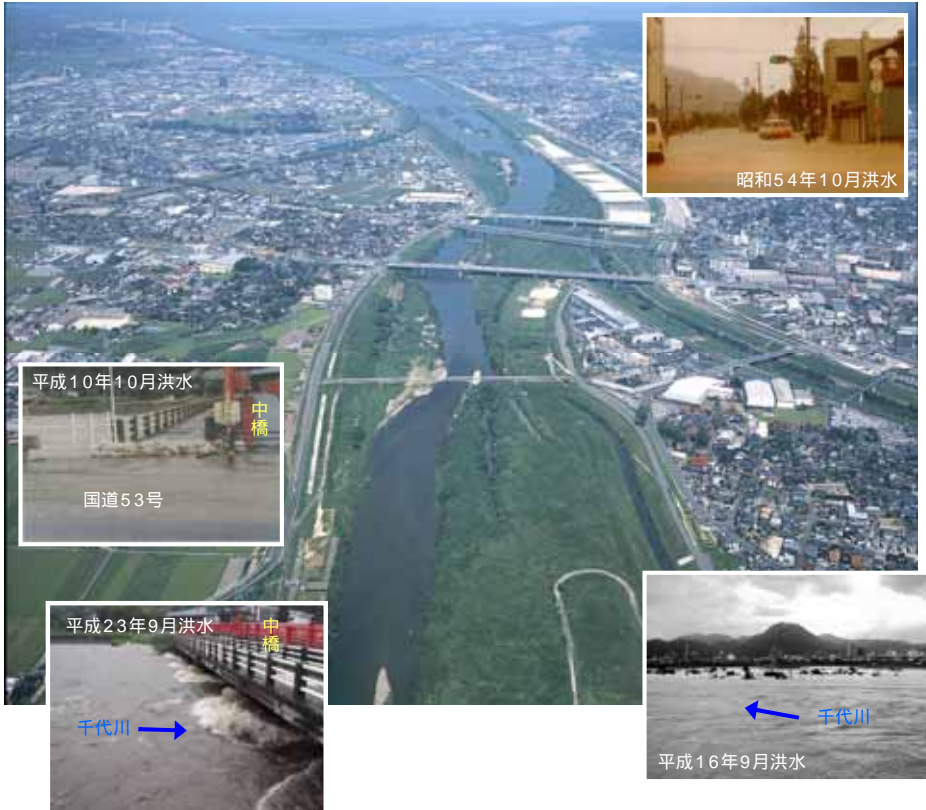 昭和54年10月洪水
平成10年10月洪水
中橋
国道53号
平成23年9月洪水
中橋
千代川
千代川
平成16年9月洪水